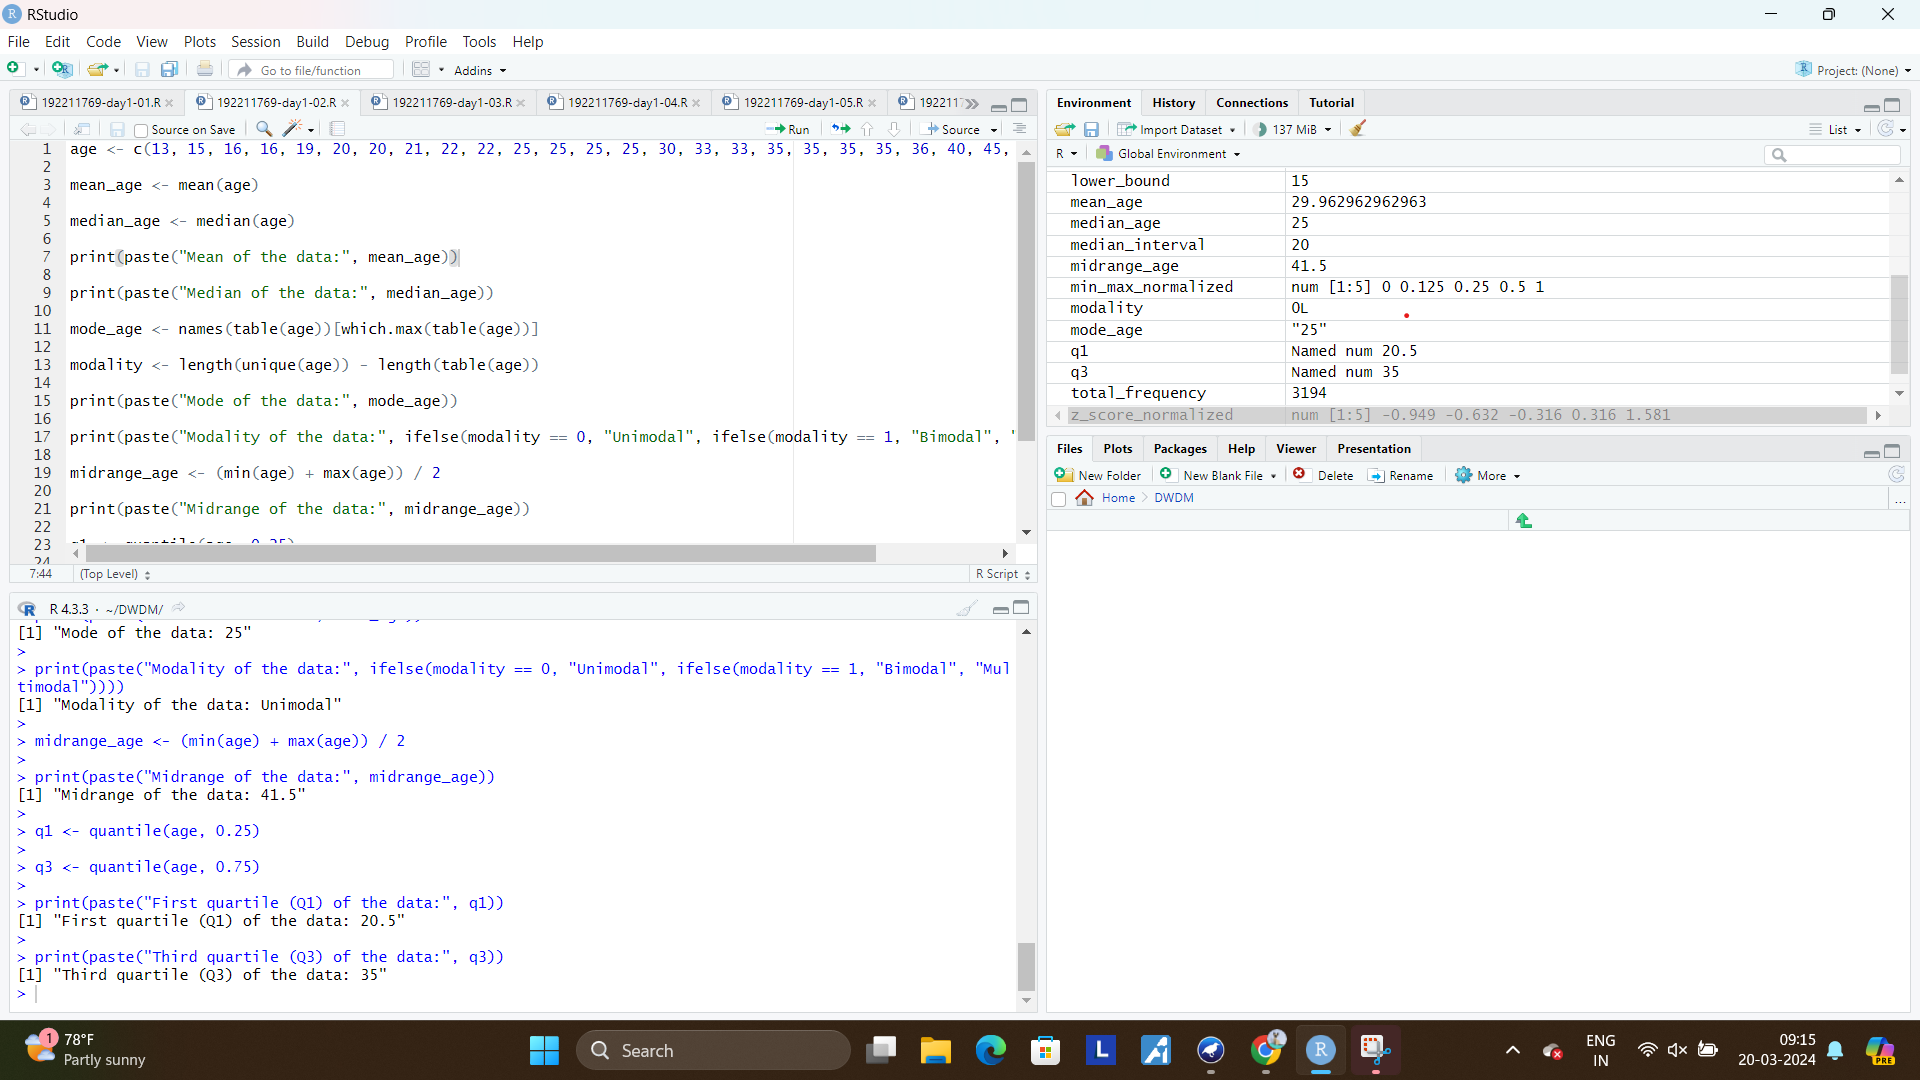 RStudio
File Edit Code View Plots Session Build Debug Profile Tools Help
Go to file/function Addins Project: (None)
192211769-day1-01.R 192211769-day1-02.R 192211769-day1-03.R 192211769-day1-04.R 192211769-day1-05.R 192211
Source on Save Run Source
1 age <- c(13, 15, 16, 16, 19, 20, 20, 21, 22, 22, 25, 25, 25, 25, 30, 33, 33, 35, 35, 35, 35, 36, 40, 45,
2
3 mean_age <- mean(age)
4
5 median_age <- median(age)
6
7 print(paste("Mean of the data:", mean_age))
8
9 print(paste("Median of the data:", median_age))
10
11 mode_age <- names(table(age))[which.max(table(age))]
12
13 modality <- length(unique(age)) - length(table(age))
14
15 print(paste("Mode of the data:", mode_age))
16
17 print(paste("Modality of the data:", ifelse(modality == 0, "Unimodal", ifelse(modality == 1, "Bimodal", "
18
19 midrange_age <- (min(age) + max(age)) / 2
20
21 print(paste("Midrange of the data:", midrange_age))
22
23
24
7:44 (Top Level) R Script
R 4.3.3 · ~/DWDM/
[1] "Mode of the data: 25"
>
> print(paste("Modality of the data:", ifelse(modality == 0, "Unimodal", ifelse(modality == 1, "Bimodal", "Mul
timodal"))))
[1] "Modality of the data: Unimodal"
>
> midrange_age <- (min(age) + max(age)) / 2
>
> print(paste("Midrange of the data:", midrange_age))
[1] "Midrange of the data: 41.5"
>
> q1 <- quantile(age, 0.25)
>
> q3 <- quantile(age, 0.75)
>
> print(paste("First quartile (Q1) of the data:", q1))
[1] "First quartile (Q1) of the data: 20.5"
>
> print(paste("Third quartile (Q3) of the data:", q3))
[1] "Third quartile (Q3) of the data: 35"
>
Environment History Connections Tutorial
Import Dataset 137 MiB List
R Global Environment
lower_bound 15
mean_age 29.962962962963
median_age 25
median_interval 20
midrange_age 41.5
min_max_normalized num [1:5] 0 0.125 0.25 0.5 1
modality 0L
mode_age "25"
q1 Named num 20.5
q3 Named num 35
total_frequency 3194
z_score_normalized num [1:5] -0.949 -0.632 -0.316 0.316 1.581
Files Plots Packages Help Viewer Presentation
New Folder New Blank File Delete Rename More
Home DWDM ...
1 78°F
Partly sunny
Search
L
R
ENG
IN
09:15
20-03-2024
PRE